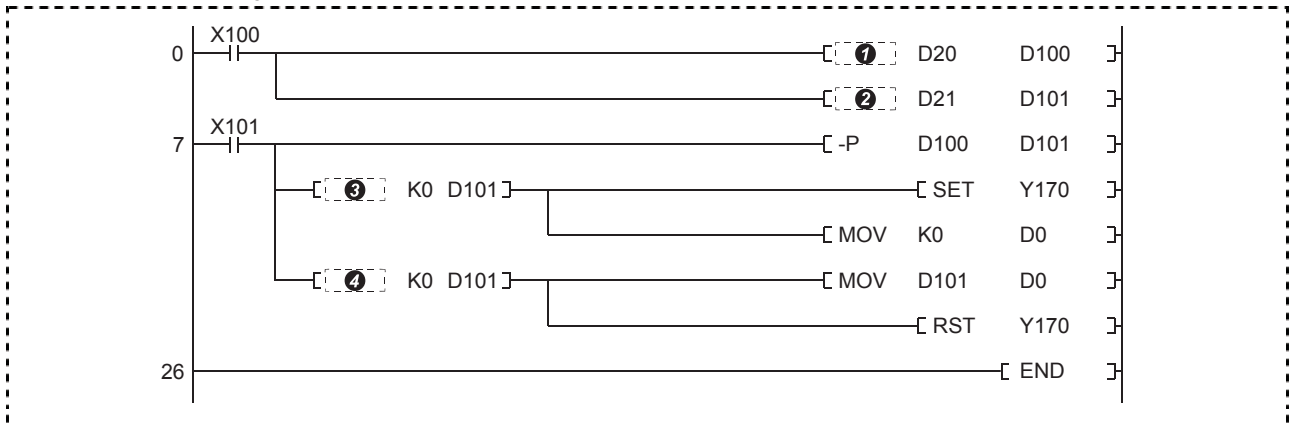 X100
0 ❶ D20 D100
❷ D21 D101
X101
7 -P D100 D101
❸ K0 D101 SET Y170
MOV K0 D0
❹ K0 D101 MOV D101 D0
RST Y170
26 END